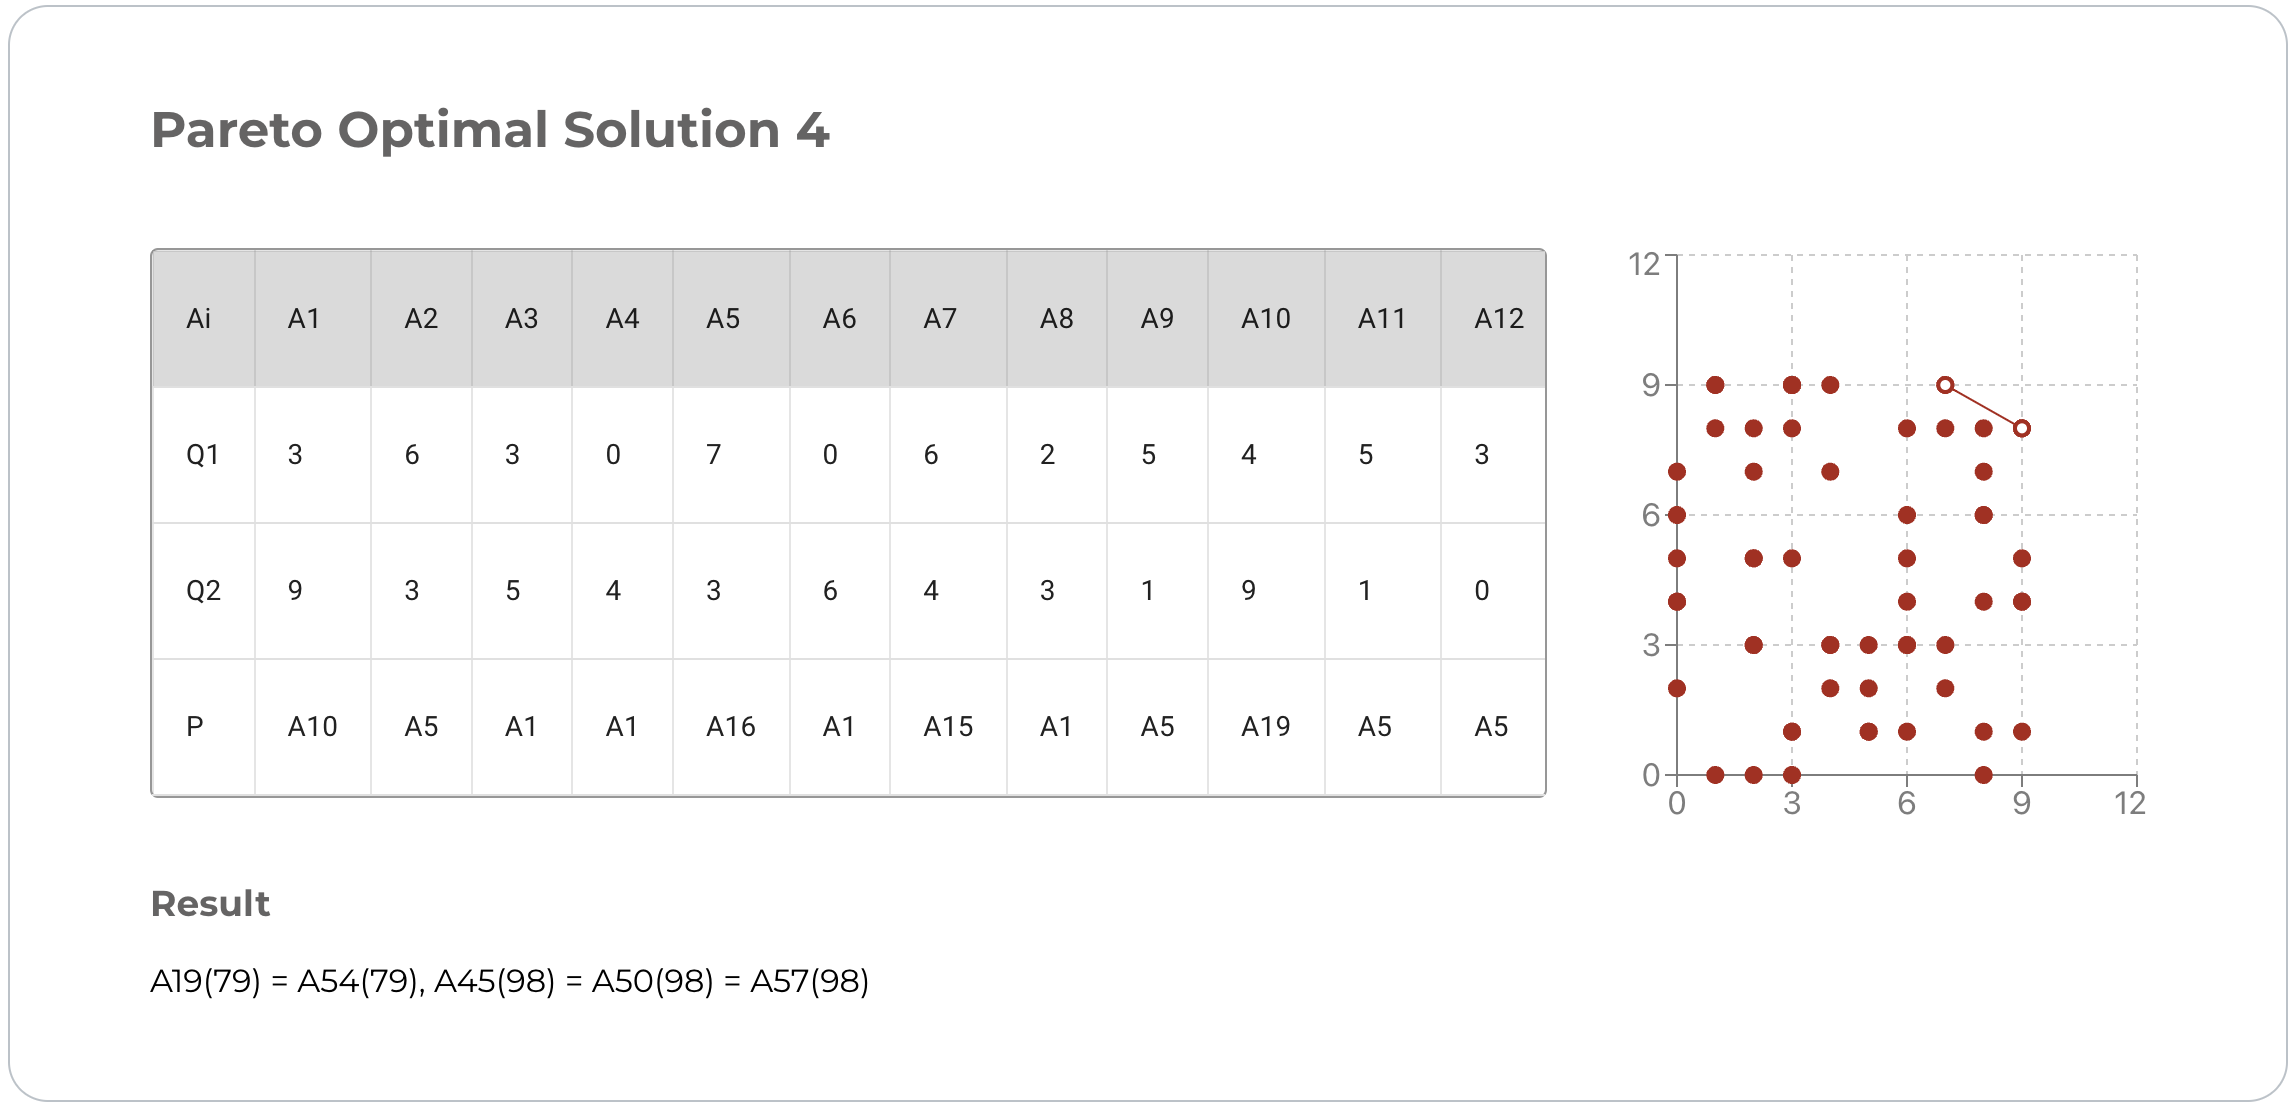 Pareto Optimal Solution 4
Ai A1 A2 A3 A4 A5 A6 A7 A8 A9 A10 A11 A12
Q1 3 6 3 0 7 0 6 2 5 4 5 3
Q2 9 3 5 4 3 6 4 3 1 9 1 0
P A10 A5 A1 A1 A16 A1 A15 A1 A5 A19 A5 A5
12
9
6
3
0
0 3 6 9 12
Result
A19(79) = A54(79), A45(98) = A50(98) = A57(98)